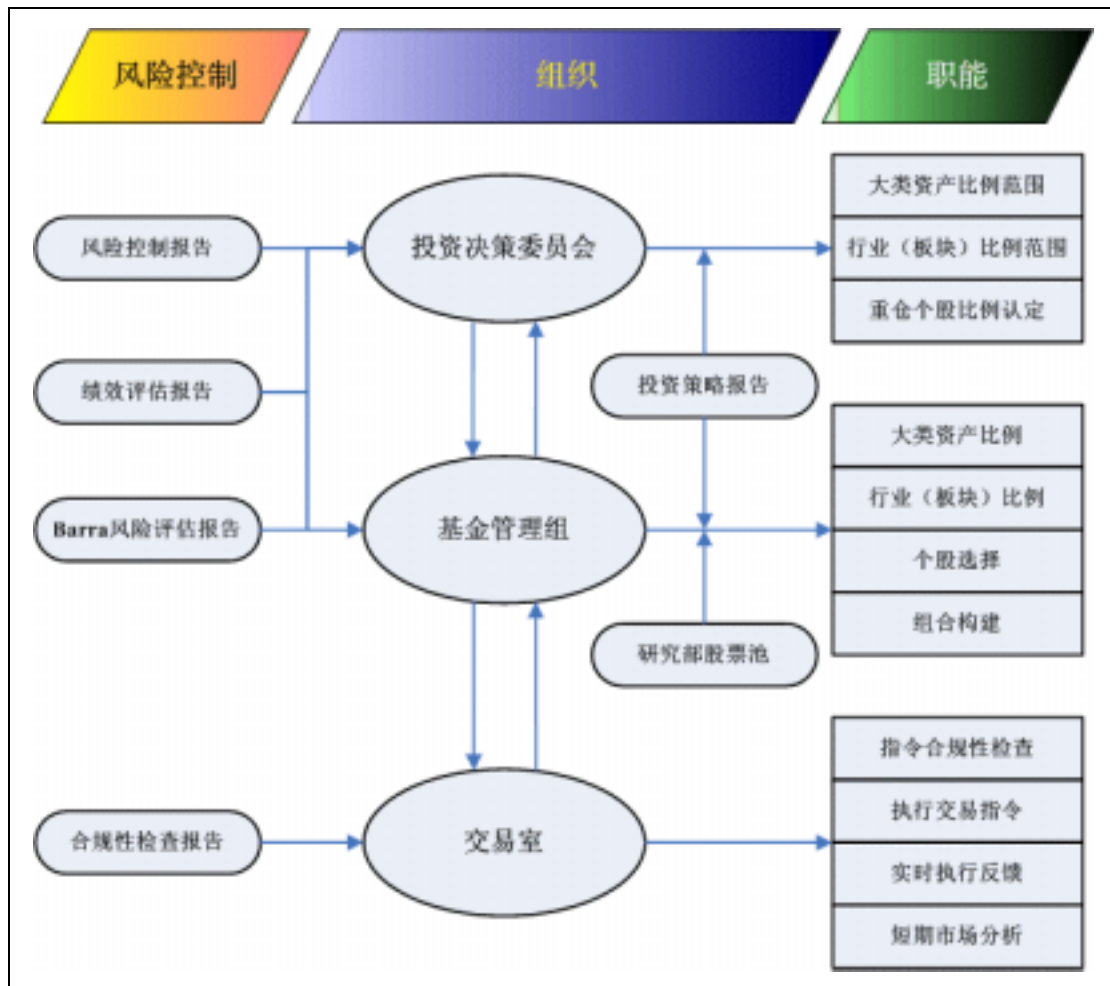 风险控制
组织
职能
风险控制报告
投资决策委员会
大类资产比例范围
行业（板块）比例范围
重仓个股比例认定
绩效评估报告
投资策略报告
Barra风险评估报告
基金管理组
大类资产比例
行业（板块）比例
个股选择
组合构建
研究部股票池
合规性检查报告
交易室
指令合规性检查
执行交易指令
实时执行反馈
短期市场分析